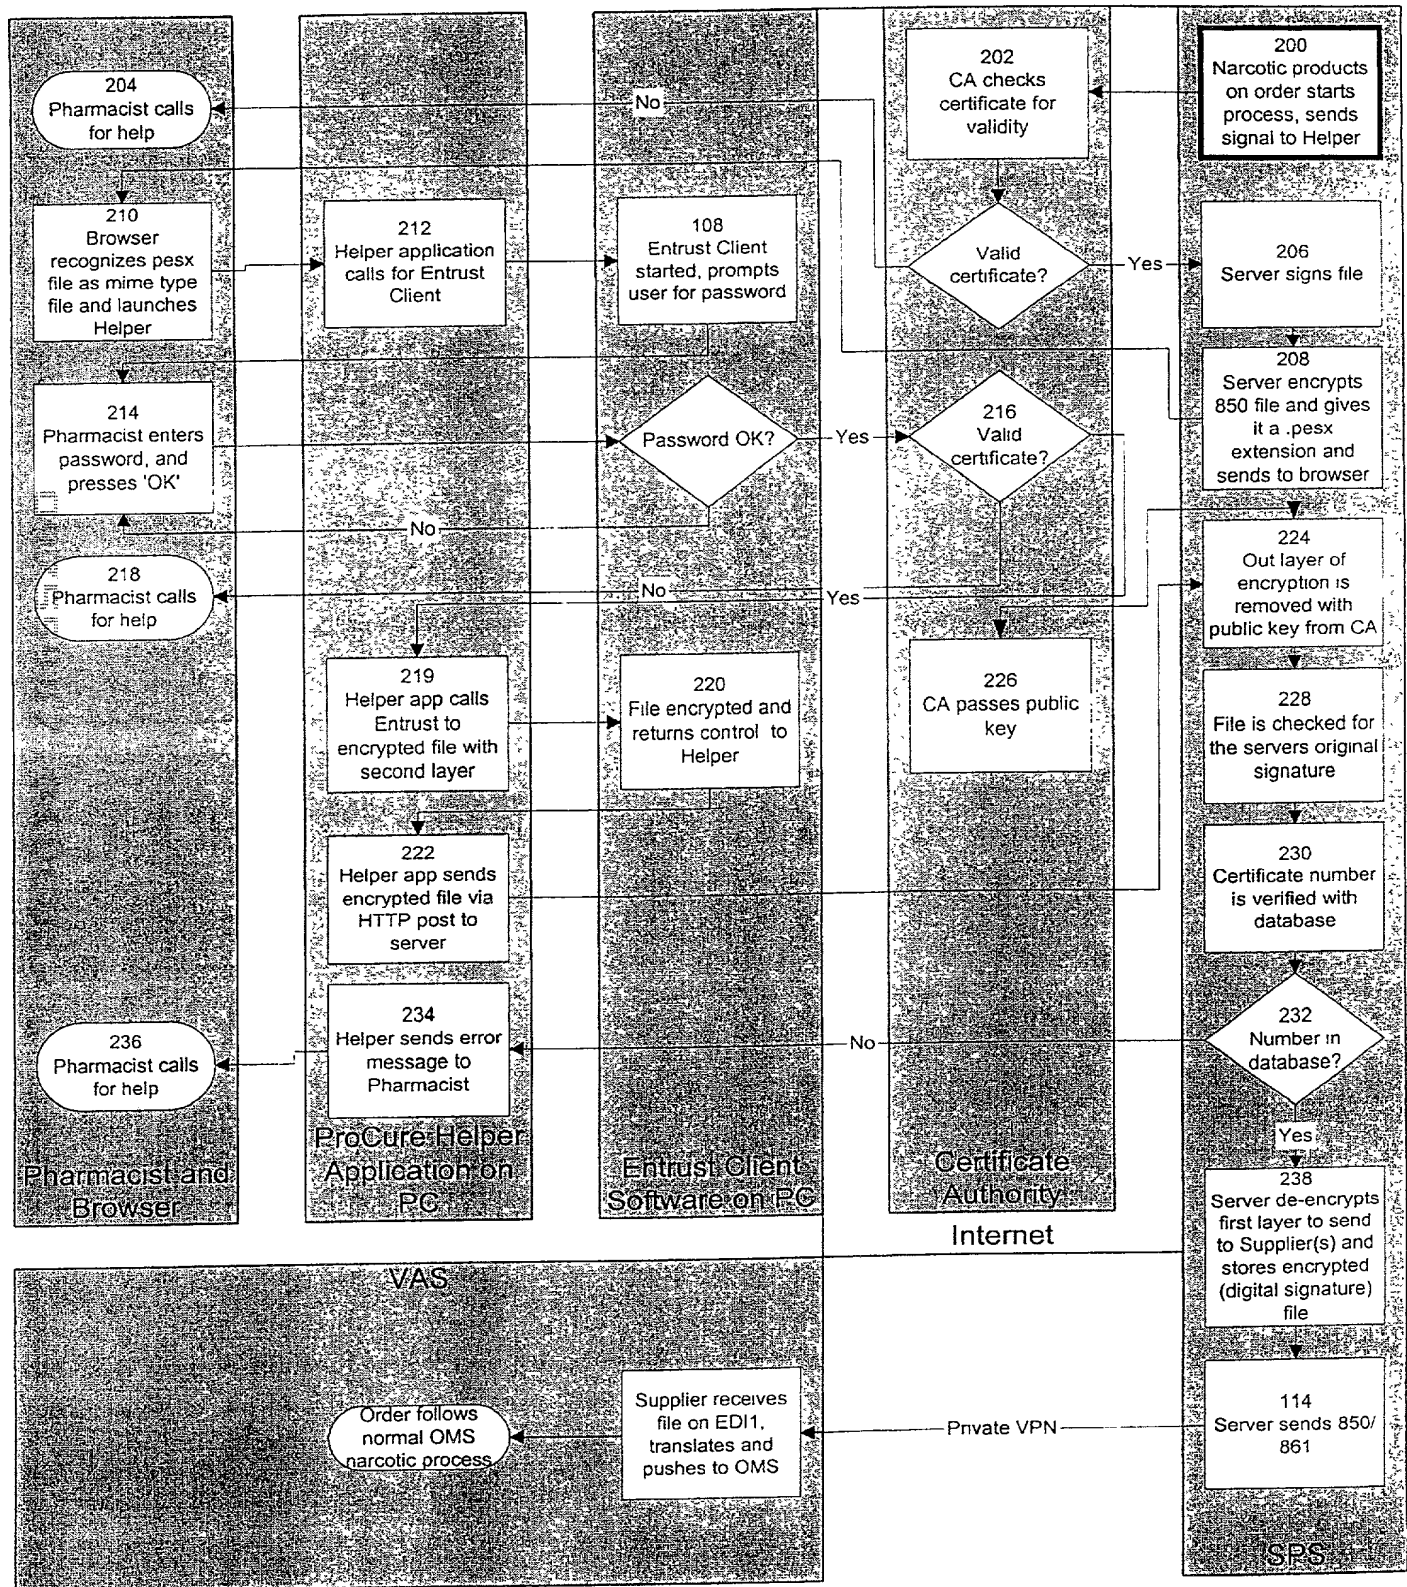 204
Pharmacist calls
for help
No
202
CA checks
certificate for
validity
200
Narcotic products
on order starts
process, sends
signal to Helper
210
Browser
recognizes pesx
file as mime type
file and launches
Helper
212
Helper application
calls for Entrust
Client
108
Entrust Client
started, prompts
user for password
Valid
certificate?
Yes
206
Server signs file
208
Server encrypts
850 file and gives
it a .pesx
extension and
sends to browser
214
Pharmacist enters
password, and
presses 'OK'
Password OK?
Yes
216
Valid
certificate?
No
218
Pharmacist calls
for help
No
Yes
224
Out layer of
encryption is
removed with
public key from CA
219
Helper app calls
Entrust to
encrypted file with
second layer
220
File encrypted and
returns control to
Helper
226
CA passes public
key
228
File is checked for
the servers original
signature
222
Helper app sends
encrypted file via
HTTP post to
server
230
Certificate number
is verified with
database
234
Helper sends error
message to
Pharmacist
236
Pharmacist calls
for help
No
232
Number in
database?
Yes
Pharmacist and
Browser
ProCure Helper
Application on
PC
Entrust Client
Software on PC
Certificate
Authority
Internet
238
Server de-encrypts
first layer to send
to Supplier(s) and
stores encrypted
(digital signature)
file
VAS
Order follows
normal OMS
narcotic process
Supplier receives
file on EDI1,
translates and
pushes to OMS
Private VPN
114
Server sends 850/
861
SPS